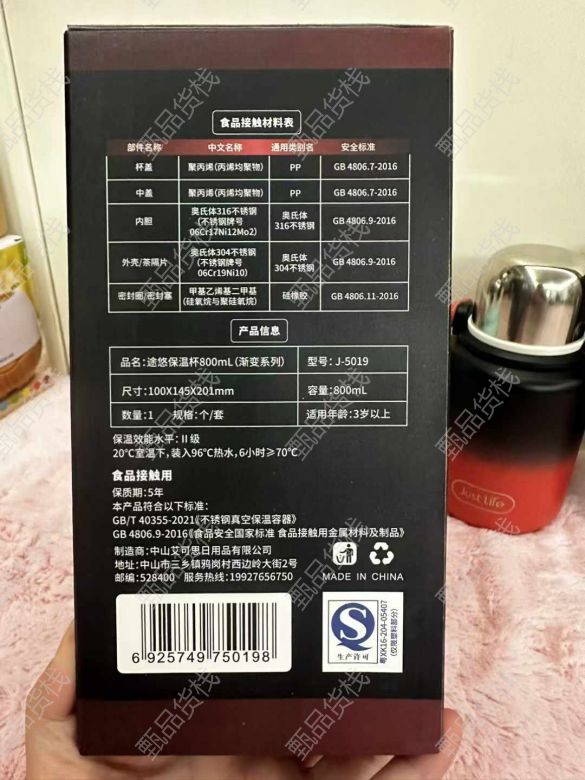 食品接触材料表
部件名称 中文名称 通用类别名 安全标准
杯盖 聚丙烯(丙烯均聚物) PP GB 4806.7-2016
中盖 聚丙烯(丙烯均聚物) PP GB 4806.7-2016
内胆 奥氏体316不锈钢 奥氏体 GB 4806.9-2016
(不锈钢牌号 316不锈钢
06Cr17Ni12Mo2)
外壳/茶隔片 奥氏体304不锈钢 奥氏体 GB 4806.9-2016
(不锈钢牌号 304不锈钢
06Cr19Ni10)
密封圈/密封塞 甲基乙烯基二甲基 硅橡胶 GB 4806.11-2016
(硅氧烷与聚硅氧烷)
产品信息
品名:途悠保温杯800mL(渐变系列) 型号:J-5019
尺寸:100X145X201mm 容量:800mL
数量:1 规格:个/套 适用年龄:3岁以上
保温效能水平:II级
20℃室温下,装入96℃热水,6小时≥70℃
食品接触用
保质期:5年
本产品符合以下标准:
GB/T 40355-2021《不锈钢真空保温容器》
GB 4806.9-2016《食品安全国家标准 食品接触用金属材料及制品》
制造商:中山艾可思日用品有限公司
地址:中山市三乡镇鸦岗村西边岭大街2号
邮编:528400 服务热线:19927656750
MADE IN CHINA
6 925749 750198
生产许可
粤XK16-204-05407
(仅限塑料部分)
Just Life
甄品货栈